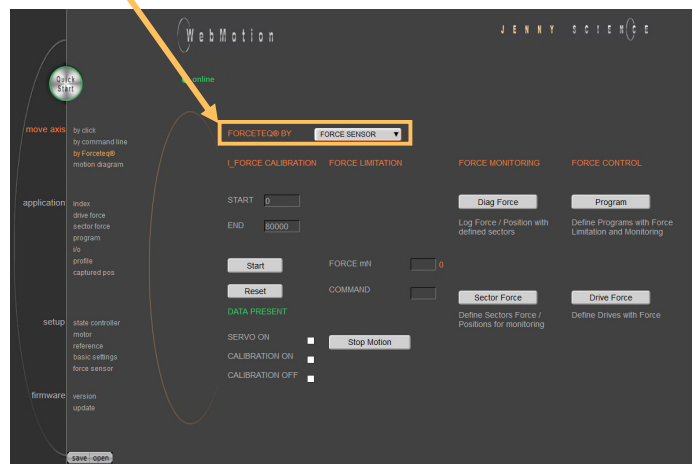 WebMotion
JENNY SCIENCE
Quick
Start
online
move axis
by click
by command line
by Forceteq®
motion diagram
application
index
drive force
sector force
program
i/o
profile
captured pos
setup
state controller
motor
reference
basic settings
force sensor
firmware
version
update
save open
FORCETEQ® BY FORCE SENSOR
I_FORCE CALIBRATION FORCE LIMITATION FORCE MONITORING FORCE CONTROL
START 0
END 80000
Start
Reset
DATA PRESENT
SERVO ON
CALIBRATION ON
CALIBRATION OFF
FORCE mN 0
COMMAND
Stop Motion
Diag Force
Log Force / Position with
defined sectors
Sector Force
Define Sectors Force /
Positions for monitoring
Program
Define Programs with Force
Limitation and Monitoring
Drive Force
Define Drives with Force